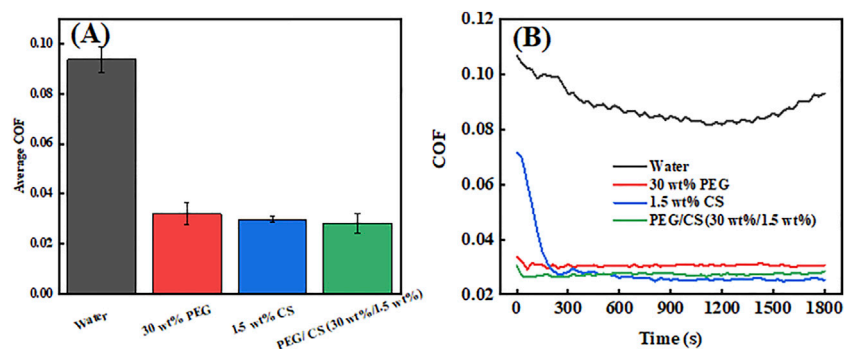 (A)
Average COF
0.10
0.08
0.06
0.04
0.02
0.00
Water
30 wt% PEG
1.5 wt% CS
PEG/ CS (30 wt%/1.5 wt%)
(B)
COF
0.12
0.10
0.08
0.06
0.04
0.02
Water
30 wt% PEG
1.5 wt% CS
PEG/CS (30 wt%/1.5 wt%)
0 300 600 900 1200 1500 1800
Time (s)